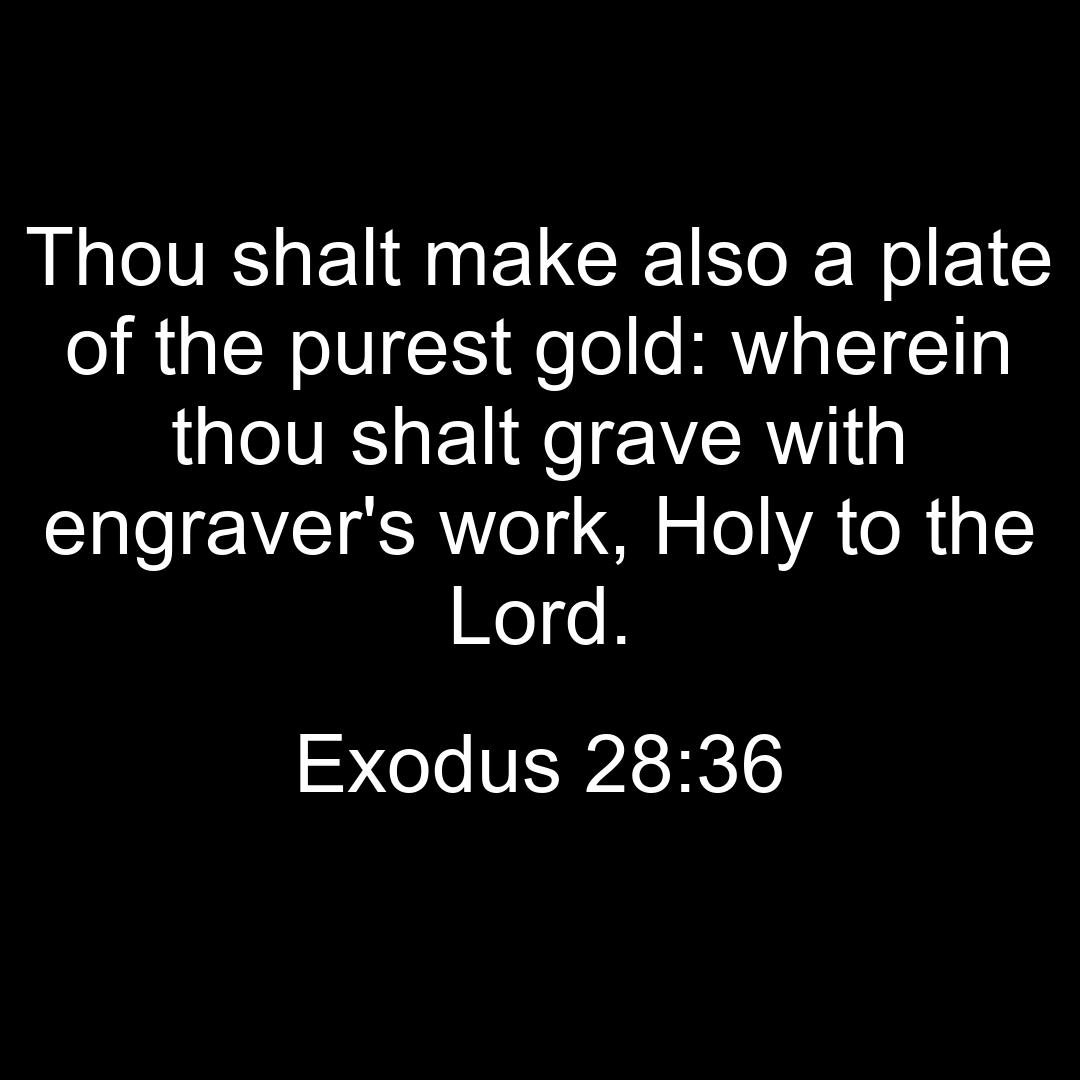 Thou shalt make also a plate
of the purest gold: wherein
thou shalt grave with
engraver's work, Holy to the
Lord.
Exodus 28:36